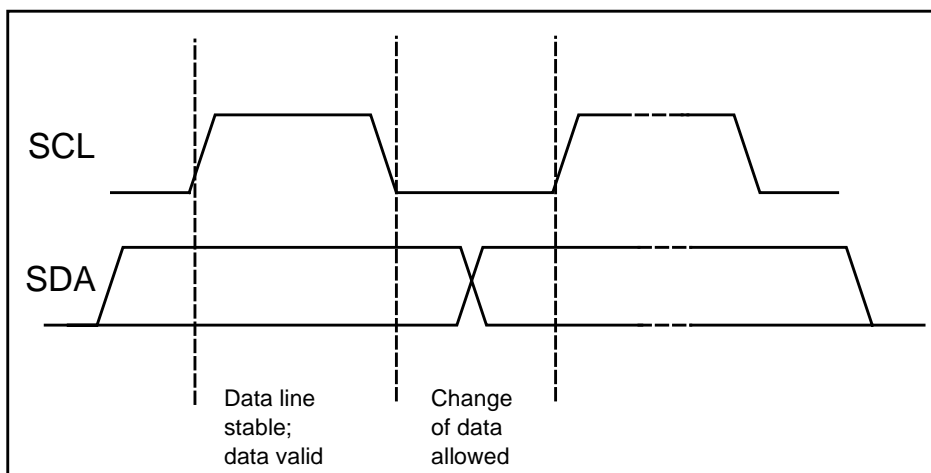 SCL
SDA
Data line
stable;
data valid
Change
of data
allowed